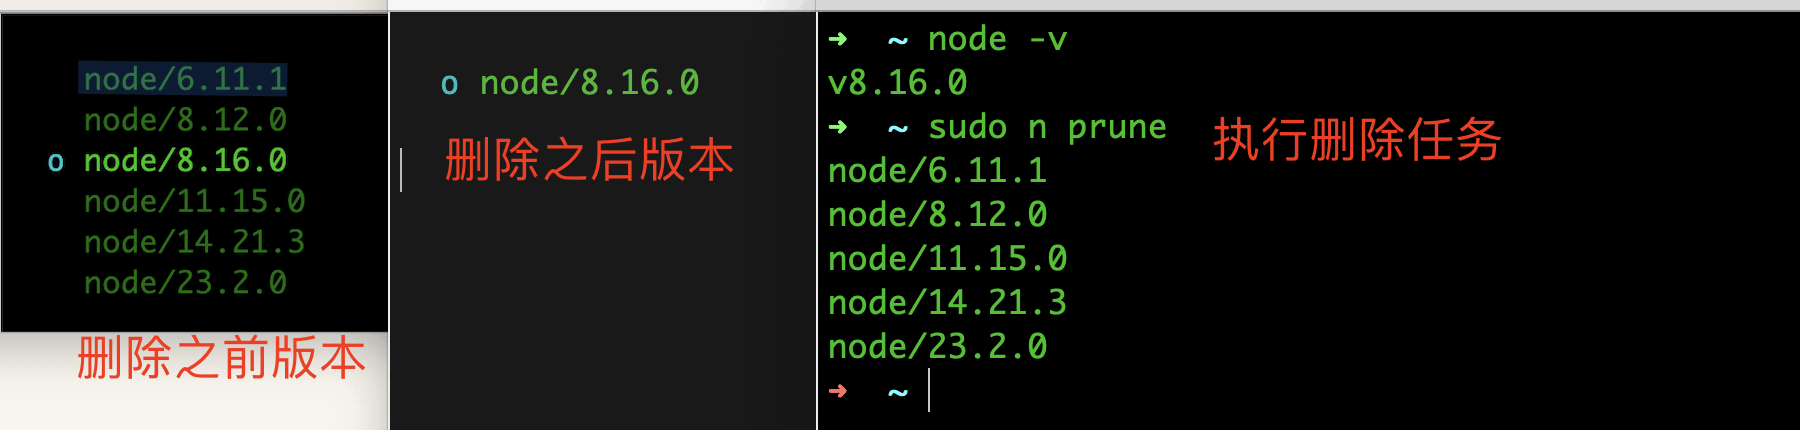 node/6.11.1
node/8.12.0
o node/8.16.0
node/11.15.0
node/14.21.3
node/23.2.0
删除之前版本
o node/8.16.0
删除之后版本
➜ ~ node -v
v8.16.0
➜ ~ sudo n prune 执行删除任务
node/6.11.1
node/8.12.0
node/11.15.0
node/14.21.3
node/23.2.0
➜ ~